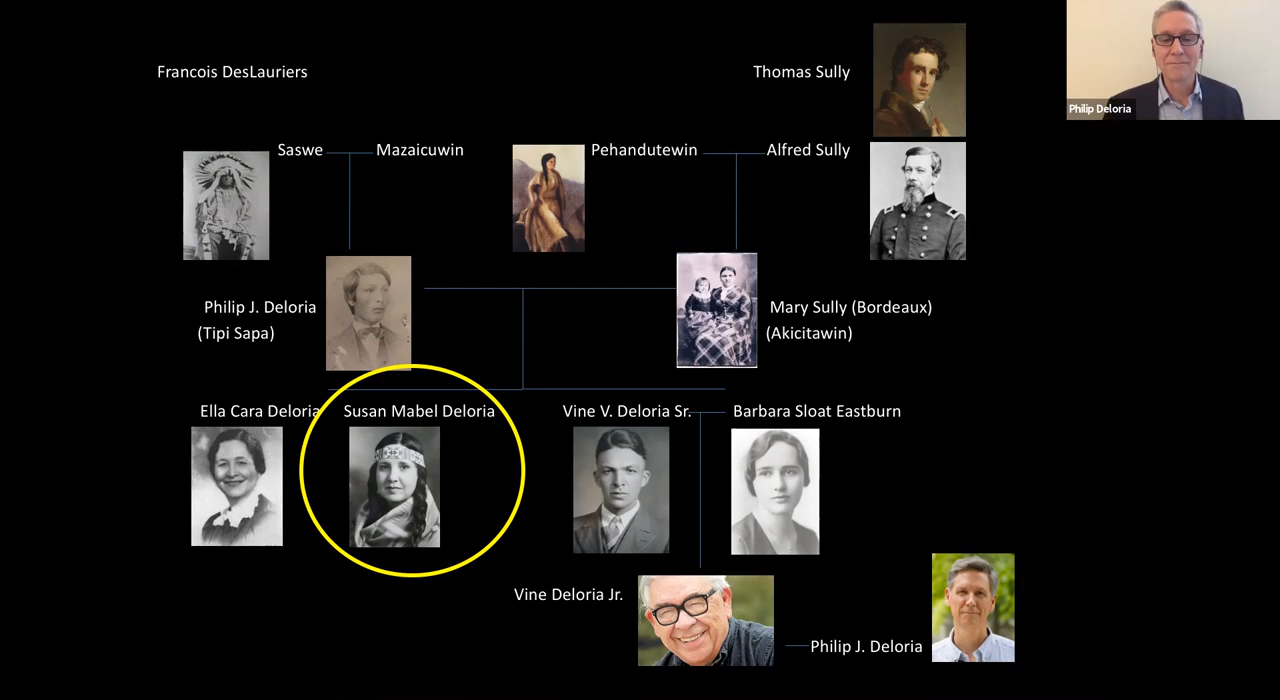 Francois DesLauriers
Thomas Sully
Philip Deloria
Saswe
Mazaicuwin
Pehandutewin
Alfred Sully
Philip J. Deloria
(Tipi Sapa)
Mary Sully (Bordeaux)
(Akicitawin)
Ella Cara Deloria
Susan Mabel Deloria
Vine V. Deloria Sr.
Barbara Sloat Eastburn
Vine Deloria Jr.
Philip J. Deloria